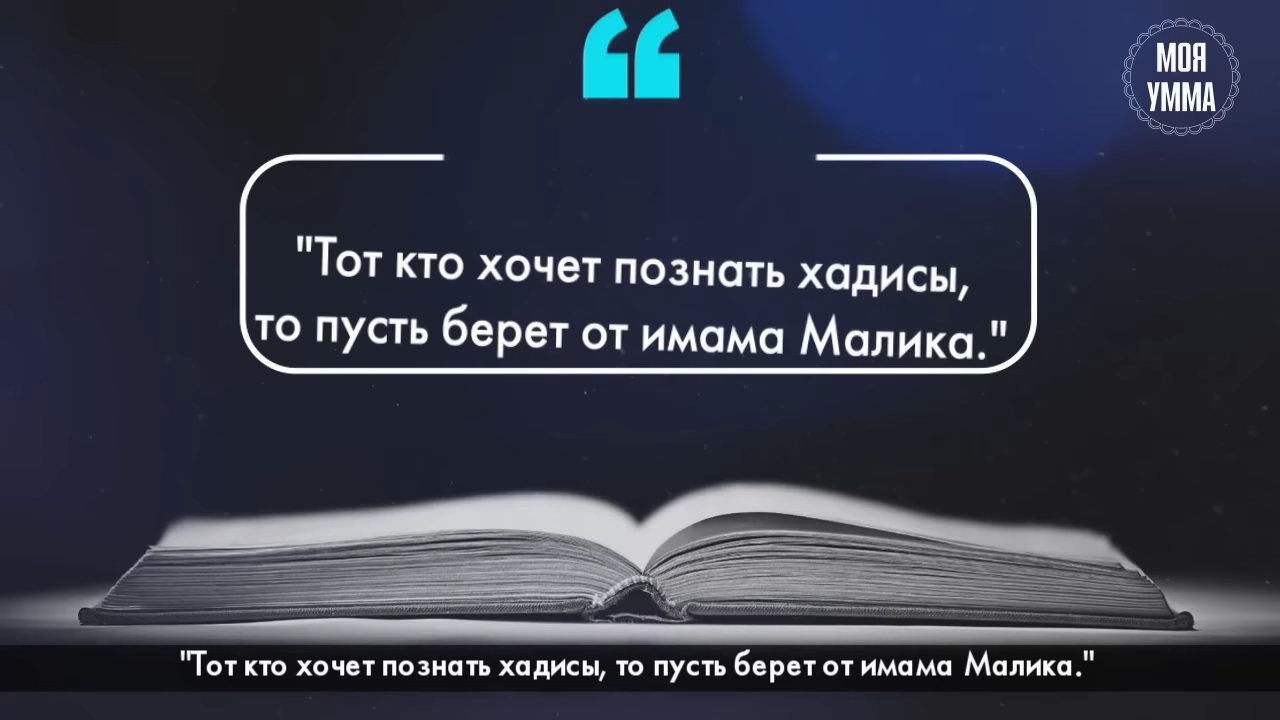 МОЯ
УММА
"Тот кто хочет познать хадисы,
то пусть берет от имама Малика."
"Тот кто хочет познать хадисы, то пусть берет от имама Малика."